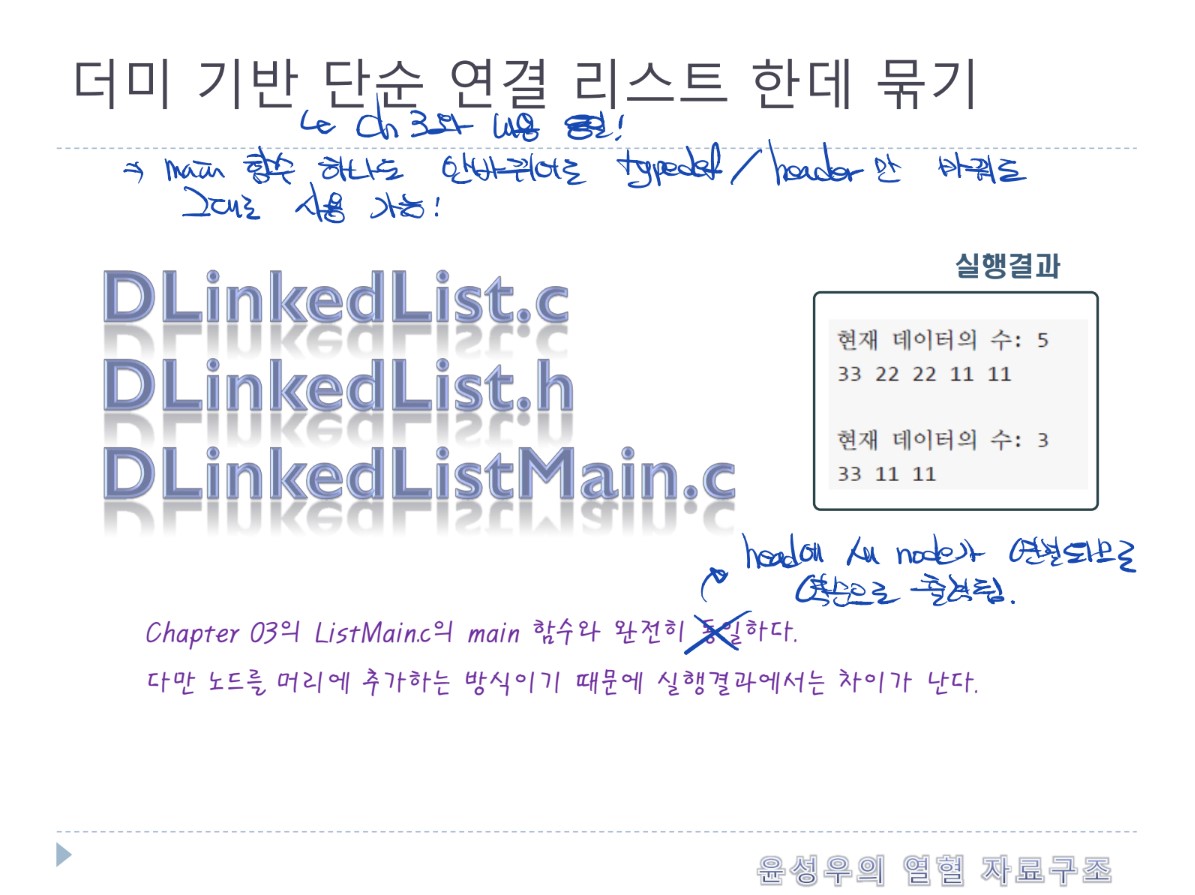 더미 기반 단순 연결 리스트 한데 묶기
↳ Ch 3와 내용 동일!
→ main 함수 하나도 안바뀌어도 typedef / header 만 바꿔도
그대로 사용 가능!
실행결과
DLinkedList.c
DLinkedList.h
DLinkedListMain.c
현재 데이터의 수: 5
33 22 22 11 11
현재 데이터의 수: 3
33 11 11
head에 새 node가 연결되므로
역순으로 출력됨.
Chapter 03의 ListMain.c의 main 함수와 완전히 동일하다.
다만 노드를 머리에 추가하는 방식이기 때문에 실행결과에서는 차이가 난다.
윤성우의 열혈 자료구조